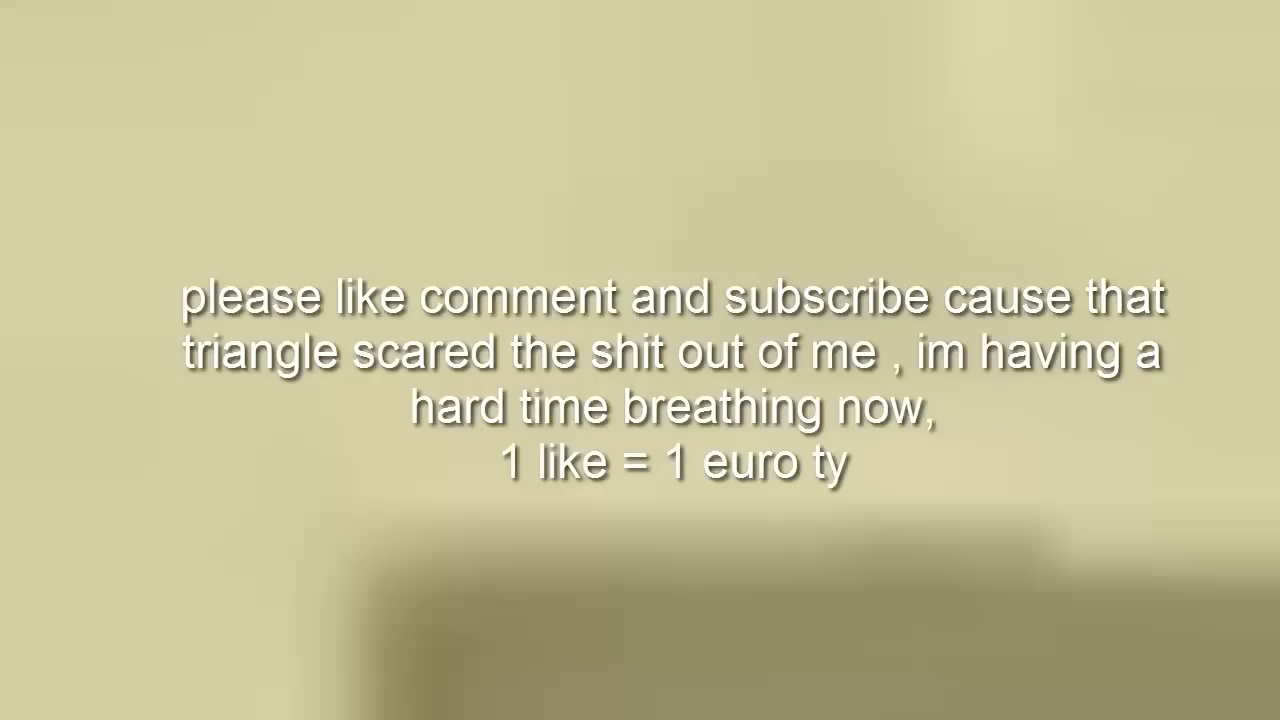 please like comment and subscribe cause that
triangle scared the shit out of me , im having a
hard time breathing now,
1 like = 1 euro ty